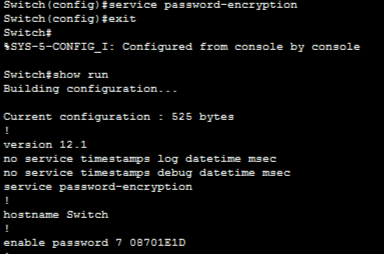 Switch(config)#service password-encryption
Switch(config)#exit
Switch#
%SYS-5-CONFIG_I: Configured from console by console
Switch#show run
Building configuration...
Current configuration : 525 bytes
!
version 12.1
no service timestamps log datetime msec
no service timestamps debug datetime msec
service password-encryption
!
hostname Switch
!
enable password 7 08701E1D